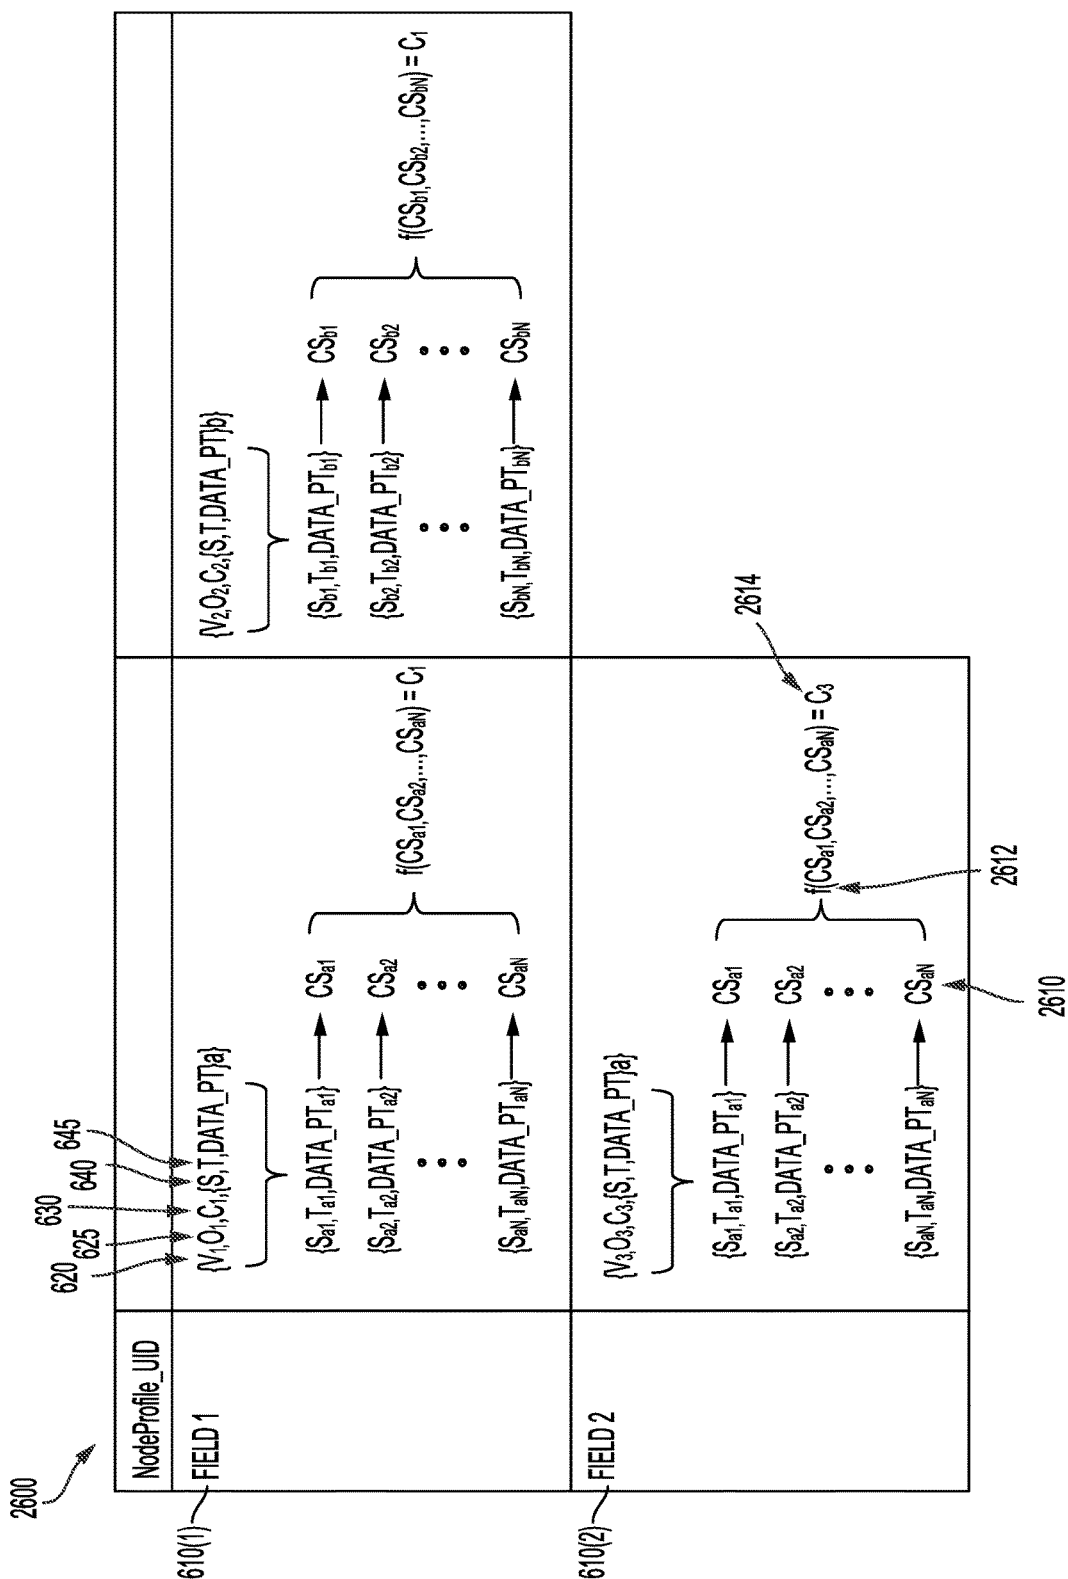 2600
NodeProfile_UID
620
625
630
640
645
610(1)
FIELD 1
{V1,O1,C1,{S,T,DATA_PT}a}
{Sa1,Ta1,DATA_PTa1} → CSa1
{Sa2,Ta2,DATA_PTa2} → CSa2
{SaN,TaN,DATA_PTaN} → CSaN
f(CSa1,CSa2,...,CSaN) = C1
{V2,O2,C2,{S,T,DATA_PT}b}
{Sb1,Tb1,DATA_PTb1} → CSb1
{Sb2,Tb2,DATA_PTb2} → CSb2
{SbN,TbN,DATA_PTbN} → CSbN
f(CSb1,CSb2,...,CSbN) = C1
610(2)
FIELD 2
{V3,O3,C3,{S,T,DATA_PT}a}
{Sa1,Ta1,DATA_PTa1} → CSa1
{Sa2,Ta2,DATA_PTa2} → CSa2
{SaN,TaN,DATA_PTaN} → CSaN
f(CSa1,CSa2,...,CSaN) = C3
2610
2612
2614